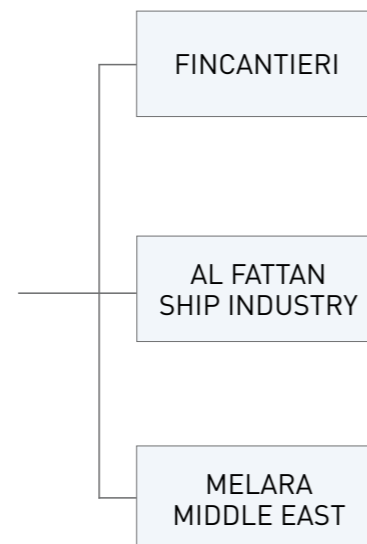 FINCANTIERI
AL FATTAN
SHIP INDUSTRY
MELARA
MIDDLE EAST